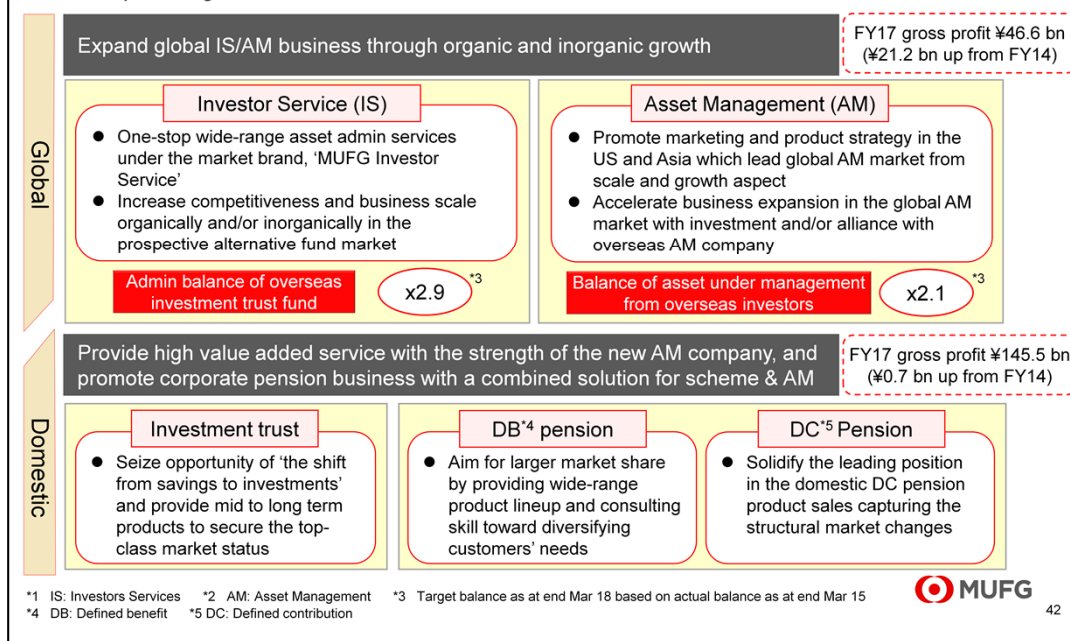 Expand global IS/AM business through organic and inorganic growth
FY17 gross profit ¥46.6 bn
(¥21.2 bn up from FY14)
Global
Investor Service (IS)
● One-stop wide-range asset admin services
under the market brand, ‘MUFG Investor
Service’
● Increase competitiveness and business scale
organically and/or inorganically in the
prospective alternative fund market
Admin balance of overseas
investment trust fund
x2.9 *3
Asset Management (AM)
● Promote marketing and product strategy in the
US and Asia which lead global AM market from
scale and growth aspect
● Accelerate business expansion in the global AM
market with investment and/or alliance with
overseas AM company
Balance of asset under management
from overseas investors
x2.1 *3
Provide high value added service with the strength of the new AM company, and
promote corporate pension business with a combined solution for scheme & AM
FY17 gross profit ¥145.5 bn
(¥0.7 bn up from FY14)
Domestic
Investment trust
● Seize opportunity of ‘the shift
from savings to investments’
and provide mid to long term
products to secure the top-
class market status
DB*4 pension
● Aim for larger market share
by providing wide-range
product lineup and consulting
skill toward diversifying
customers’ needs
DC*5 Pension
● Solidify the leading position
in the domestic DC pension
product sales capturing the
structural market changes
*1 IS: Investors Services *2 AM: Asset Management *3 Target balance as at end Mar 18 based on actual balance as at end Mar 15
*4 DB: Defined benefit *5 DC: Defined contribution
MUFG
42